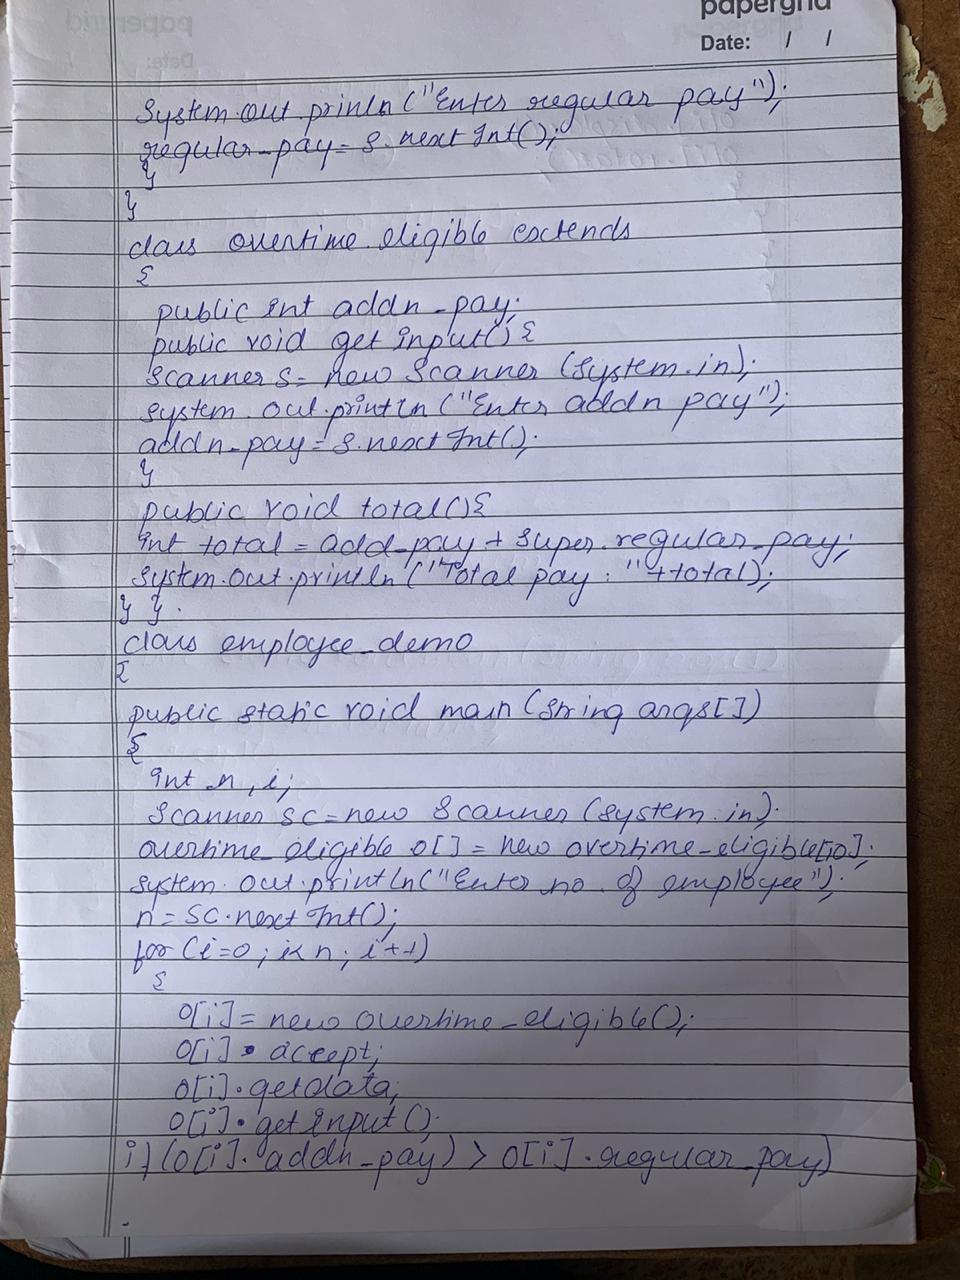 papergrid
Date: / /
System.out.println("Enter regular pay");
regular_pay = s.nextInt();
}
}
class overtime_eligible extends
{
public int addn_pay;
public void getinput() {
Scanner s = new Scanner (System.in);
System.out.println("Enter addn pay");
addn_pay = s.nextInt();
}
public void total(){
int total = add_pay + super.regular_pay;
System.out.println("Total pay : "+total);
} }
class employee_demo
{
public static void main (String args[])
{
int n, i;
Scanner sc = new Scanner (System.in);
overtime_eligible o[] = new overtime_eligible[10];
System.out.println("Enter no. of employee");
n = sc.nextInt();
for (i=0; i<n; i++)
{
o[i] = new overtime_eligible();
o[i].accept;
o[i].getdata;
o[i].getinput();
if (o[i].addn_pay) > o[i].regular_pay)